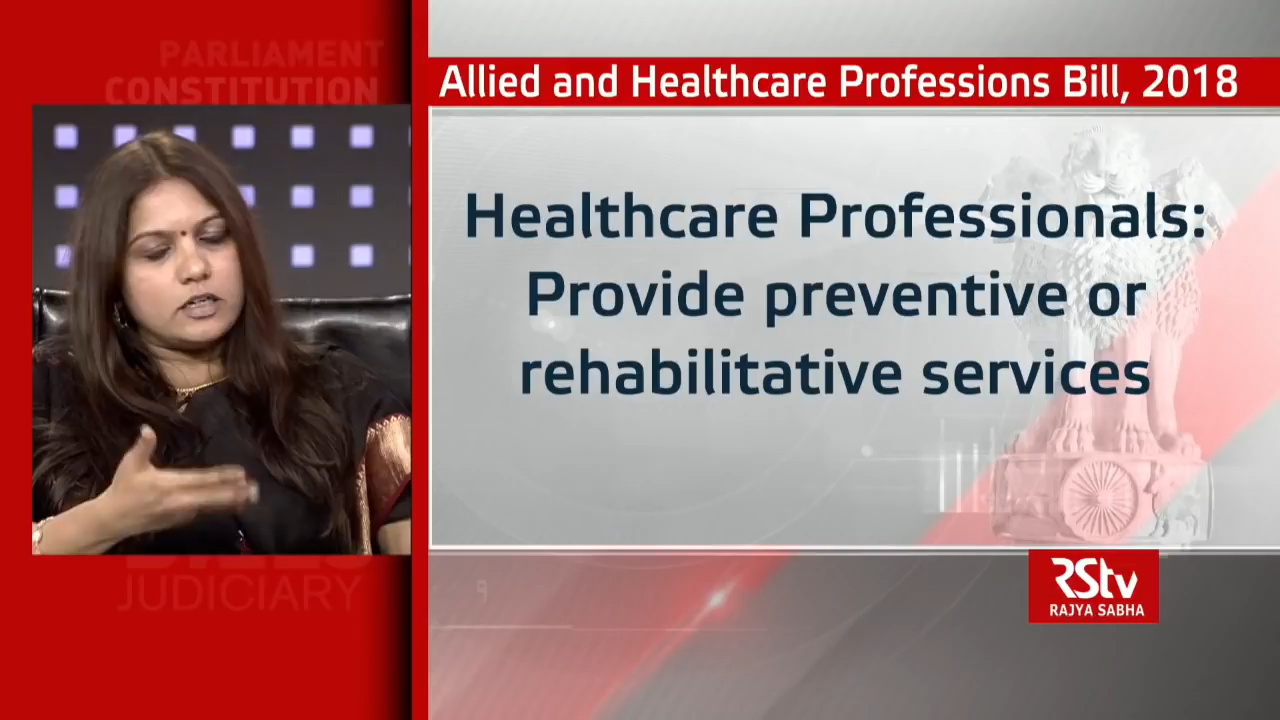 PARLIAMENT
CONSTITUTION
JUDICIARY
Allied and Healthcare Professions Bill, 2018
Healthcare Professionals:
Provide preventive or
rehabilitative services
RStv
RAJYA SABHA